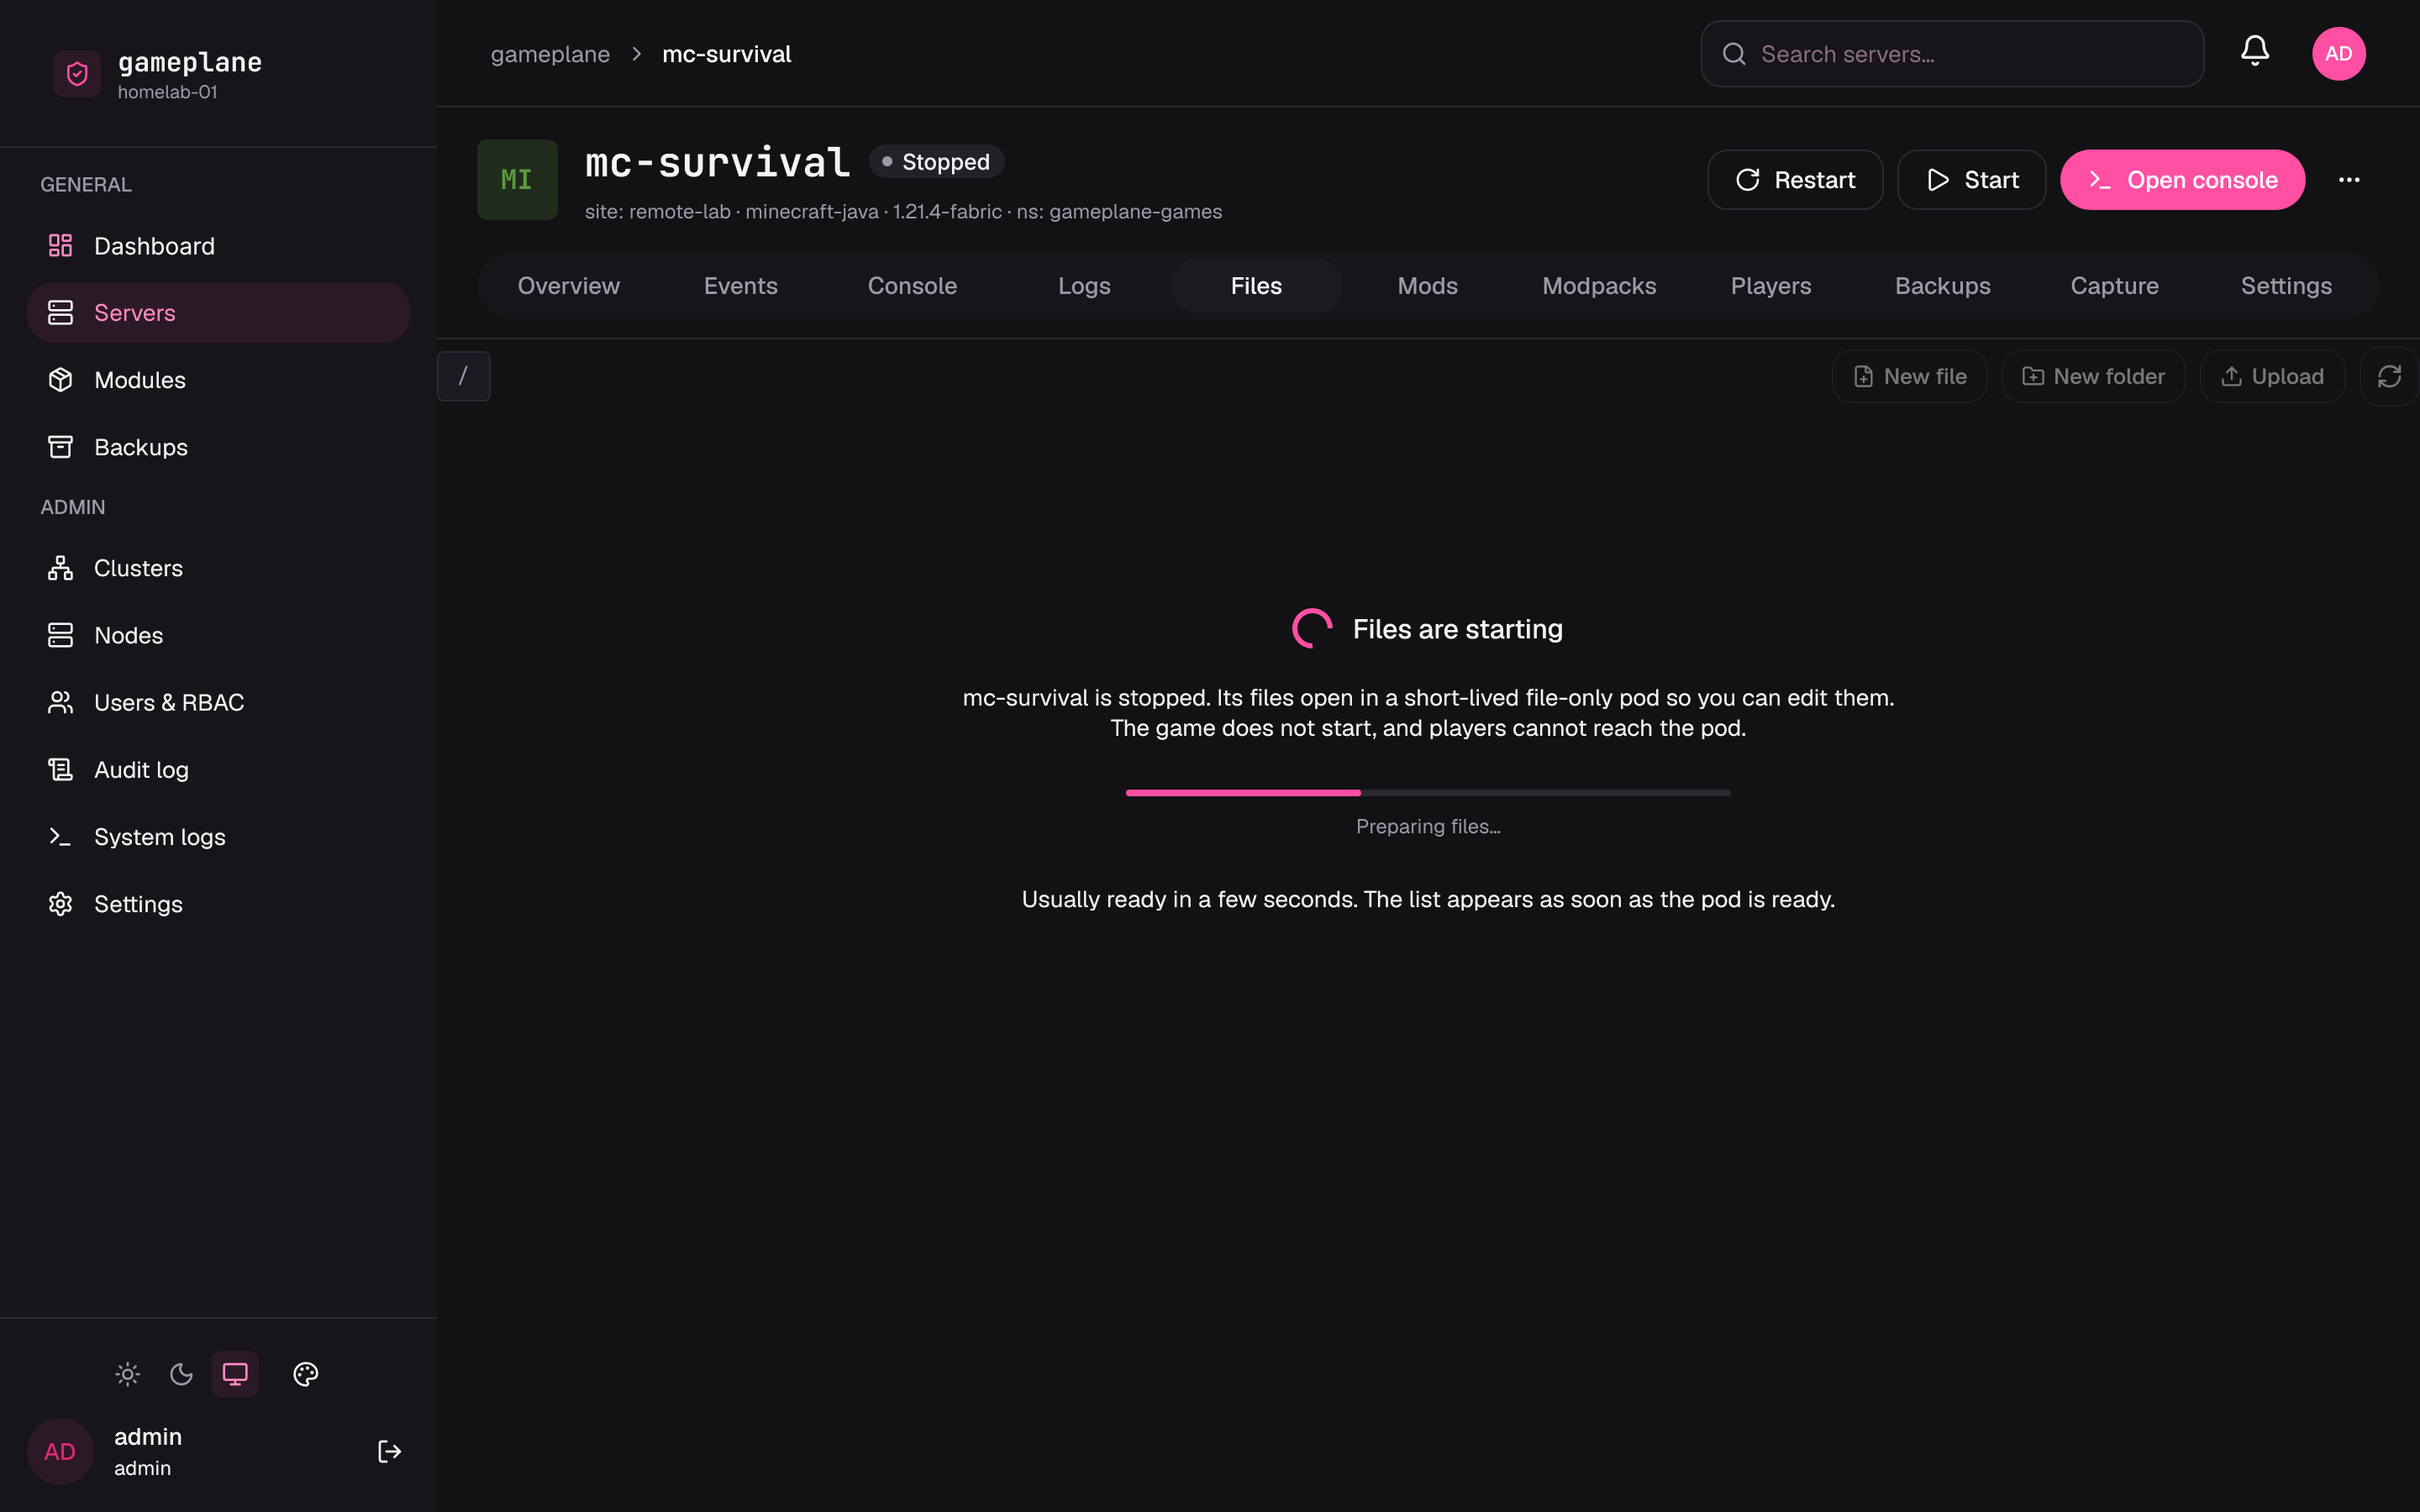 gameplane
homelab-01
GENERAL
Dashboard
Servers
Modules
Backups
ADMIN
Clusters
Nodes
Users & RBAC
Audit log
System logs
Settings
AD
admin
admin
gameplane > mc-survival
Search servers...
AD
MI
mc-survival
Stopped
site: remote-lab · minecraft-java · 1.21.4-fabric · ns: gameplane-games
Restart
Start
Open console
Overview
Events
Console
Logs
Files
Mods
Modpacks
Players
Backups
Capture
Settings
/
New file
New folder
Upload
Files are starting
mc-survival is stopped. Its files open in a short-lived file-only pod so you can edit them.
The game does not start, and players cannot reach the pod.
Preparing files...
Usually ready in a few seconds. The list appears as soon as the pod is ready.